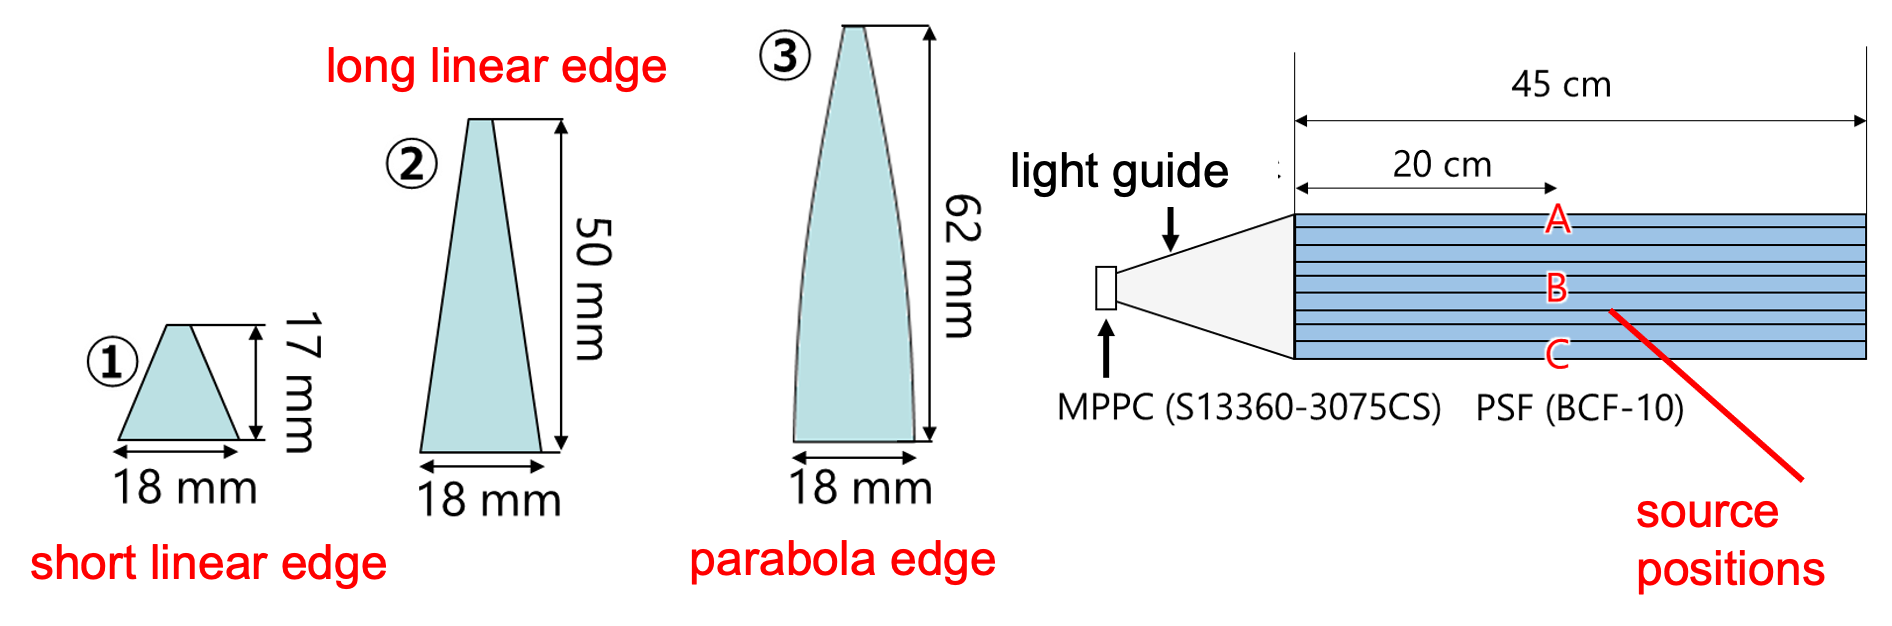 ①
17 mm
18 mm
short linear edge
long linear edge
②
50 mm
18 mm
③
62 mm
18 mm
parabola edge
45 cm
20 cm
light guide
A
B
C
MPPC (S13360-3075CS)
PSF (BCF-10)
source
positions